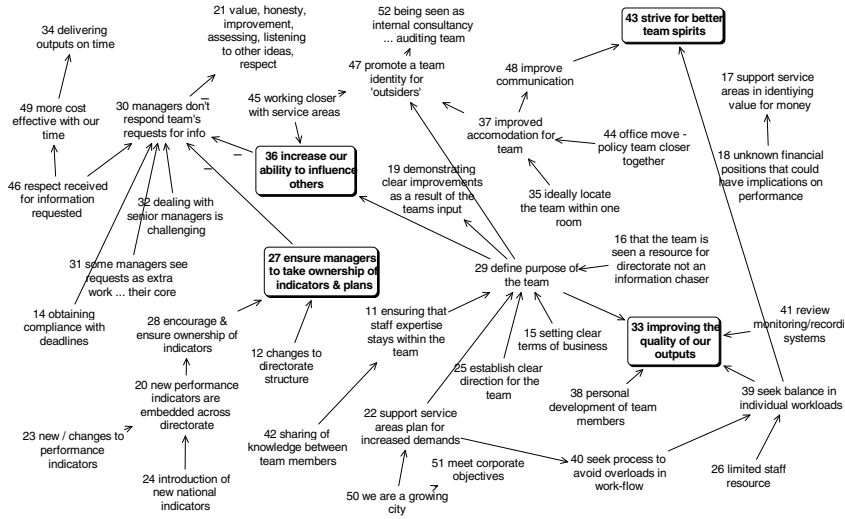 21 value, honesty,
improvement,
assessing, listening
to other ideas,
respect
52 being seen as
internal consultancy
... auditing team
43 strive for better
team spirits
34 delivering
outputs on time
47 promote a team
identity for
'outsiders'
48 improve
communication
17 support service
areas in identiying
value for money
49 more cost
effective with our
time
30 managers don't
respond team's
requests for info
45 working closer
with service areas
37 improved
accomodation for
team
44 office move -
policy team closer
together
36 increase our
ability to influence
others
18 unknown financial
positions that could
have implications on
performance
46 respect received
for information
requested
19 demonstrating
clear improvements
as a result of the
teams input
35 ideally locate
the team within one
room
32 dealing with
senior managers is
challenging
27 ensure managers
to take ownership of
indicators & plans
16 that the team is
seen a resource for
directorate not an
information chaser
31 some managers see
requests as extra
work ... their core
29 define purpose of
the team
14 obtaining
compliance with
deadlines
28 encourage &
ensure ownership of
indicators
11 ensuring that
staff expertise
stays within the
team
15 setting clear
terms of business
33 improving the
quality of our
outputs
41 review
monitoring/recordi
systems
12 changes to
directorate
structure
25 establish clear
direction for the
team
20 new performance
indicators are
embedded across
directorate
38 personal
development of team
members
39 seek balance in
individual workloads
22 support service
areas plan for
increased demands
23 new / changes to
performance
indicators
42 sharing of
knowledge between
team members
24 introduction of
new national
indicators
51 meet corporate
objectives
40 seek process to
avoid overloads in
work-flow
26 limited staff
resource
50 we are a growing
city